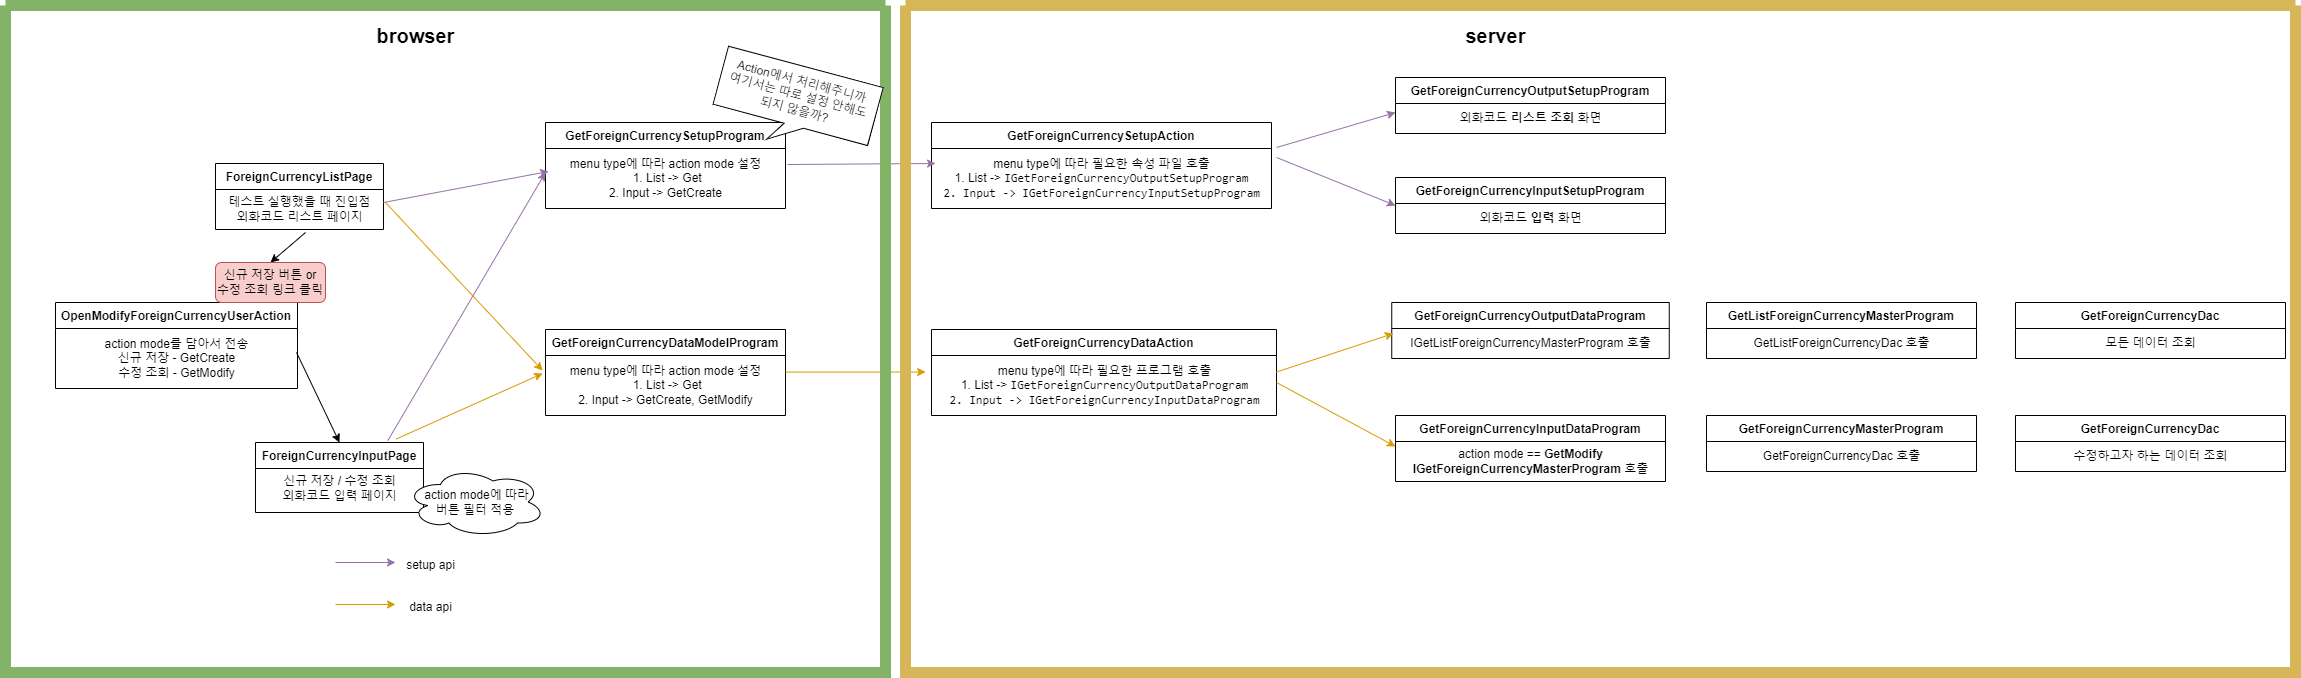 browser
Action에서 처리해주니까
여기서는 따로 설정 안해도
되지 않을까?
GetForeignCurrencySetupProgram
menu type에 따라 action mode 설정
1. List -> Get
2. Input -> GetCreate
ForeignCurrencyListPage
테스트 실행했을 때 진입점
외화코드 리스트 페이지
신규 저장 버튼 or
수정 조회 링크 클릭
OpenModifyForeignCurrencyUserAction
action mode를 담아서 전송
신규 저장 - GetCreate
수정 조회 - GetModify
GetForeignCurrencyDataModelProgram
menu type에 따라 action mode 설정
1. List -> Get
2. Input -> GetCreate, GetModify
ForeignCurrencyInputPage
신규 저장 / 수정 조회
외화코드 입력 페이지
action mode에 따라
버튼 필터 적용
setup api
data api
server
GetForeignCurrencySetupAction
menu type에 따라 필요한 속성 파일 호출
1. List -> IGetForeignCurrencyOutputSetupProgram
2. Input -> IGetForeignCurrencyInputSetupProgram
GetForeignCurrencyOutputSetupProgram
외화코드 리스트 조회 화면
GetForeignCurrencyInputSetupProgram
외화코드 입력 화면
GetForeignCurrencyDataAction
menu type에 따라 필요한 프로그램 호출
1. List -> IGetForeignCurrencyOutputDataProgram
2. Input -> IGetForeignCurrencyInputDataProgram
GetForeignCurrencyOutputDataProgram
IGetListForeignCurrencyMasterProgram 호출
GetListForeignCurrencyMasterProgram
GetListForeignCurrencyDac 호출
GetForeignCurrencyDac
모든 데이터 조회
GetForeignCurrencyInputDataProgram
action mode == GetModify
IGetForeignCurrencyMasterProgram 호출
GetForeignCurrencyMasterProgram
GetForeignCurrencyDac 호출
GetForeignCurrencyDac
수정하고자 하는 데이터 조회